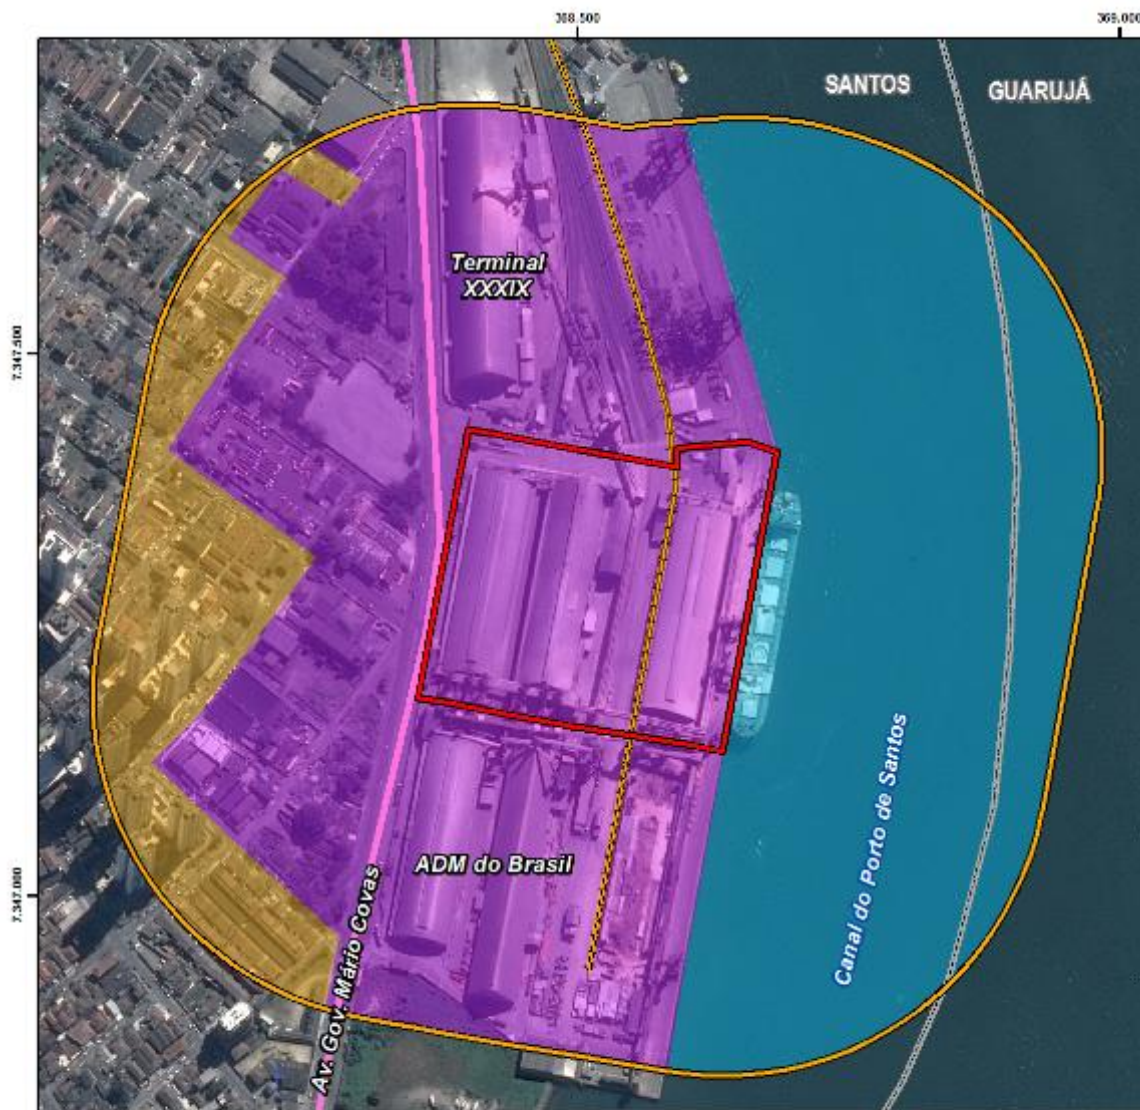 368.500
369.000
SANTOS
GUARUJÁ
Terminal
XXXIX
7.347.500
7.347.000
ADM do Brasil
Av. Gov. Mário Covas
Canal do Porto de Santos